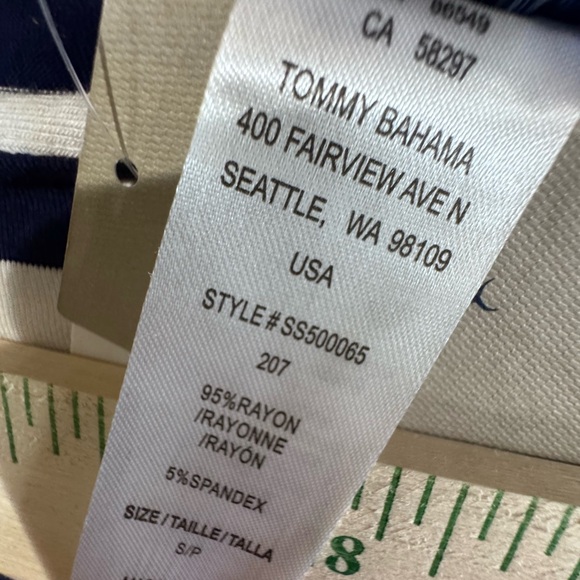 66549
CA 58297
TOMMY BAHAMA
400 FAIRVIEW AVE N
SEATTLE, WA 98109
USA
STYLE # SS500065
207
95%RAYON
/RAYONNE
/RAYÓN
5%SPANDEX
SIZE/TAILLE/TALLA
S/P
8